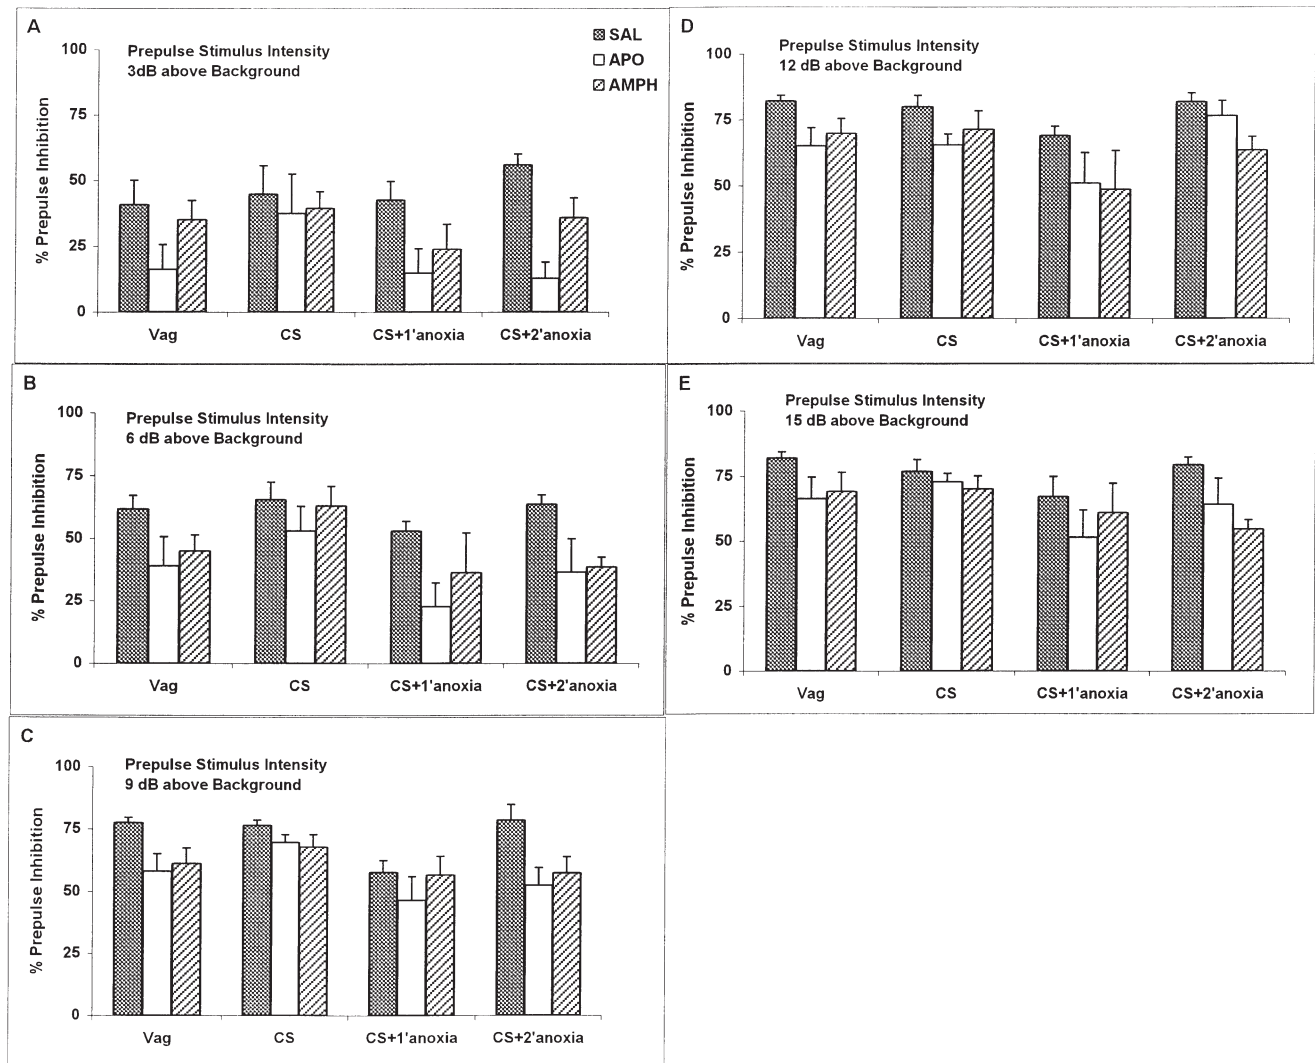 A
Prepulse Stimulus Intensity
3dB above Background
SAL
APO
AMPH
% Prepulse Inhibition
100
75
50
25
0
Vag CS CS+1'anoxia CS+2'anoxia
B
Prepulse Stimulus Intensity
6 dB above Background
% Prepulse Inhibition
100
75
50
25
0
Vag CS CS+1'anoxia CS+2'anoxia
C
Prepulse Stimulus Intensity
9 dB above Background
% Prepulse Inhibition
100
75
50
25
0
Vag CS CS+1'anoxia CS+2'anoxia
D
Prepulse Stimulus Intensity
12 dB above Background
% Prepulse Inhibition
100
75
50
25
0
Vag CS CS+1'anoxia CS+2'anoxia
E
Prepulse Stimulus Intensity
15 dB above Background
% Prepulse Inhibition
100
75
50
25
0
Vag CS CS+1'anoxia CS+2'anoxia